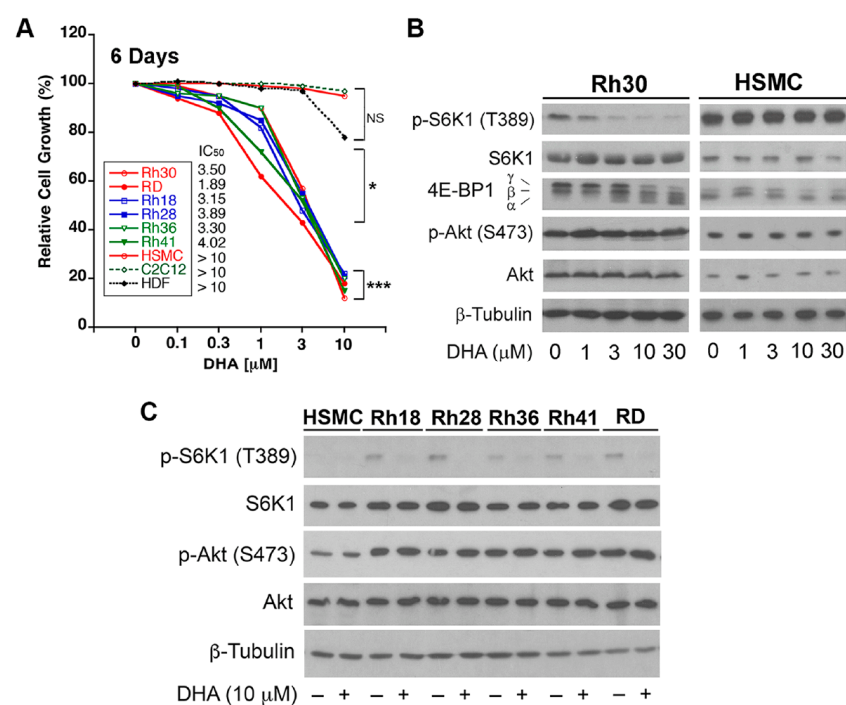 A
6 Days
Relative Cell Growth (%)
120
100
80
60
40
20
0
NS
*
***
IC50
Rh30 3.50
RD 1.89
Rh18 3.15
Rh28 3.89
Rh36 3.30
Rh41 4.02
HSMC > 10
C2C12 > 10
HDF > 10
0 0.1 0.3 1 3 10
DHA [μM]
B
Rh30 HSMC
p-S6K1 (T389)
S6K1
4E-BP1 γ β α
p-Akt (S473)
Akt
β-Tubulin
DHA (μM) 0 1 3 10 30 0 1 3 10 30
C
HSMC Rh18 Rh28 Rh36 Rh41 RD
p-S6K1 (T389)
S6K1
p-Akt (S473)
Akt
β-Tubulin
DHA (10 μM) – + – + – + – + – + – +